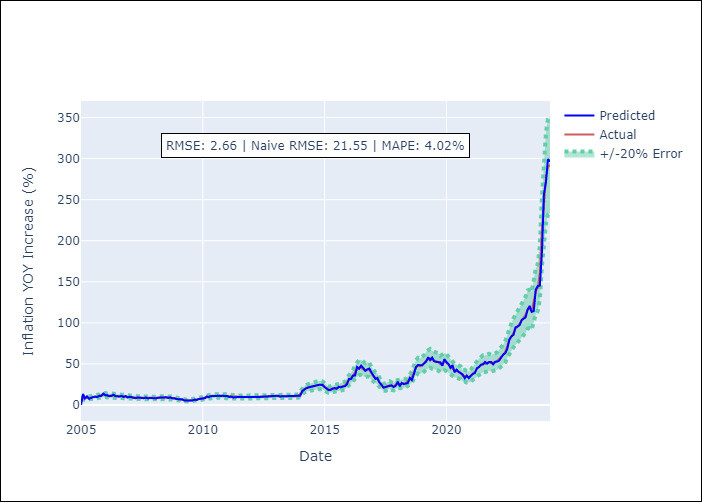 RMSE: 2.66 | Naive RMSE: 21.55 | MAPE: 4.02%
Predicted
Actual
+/-20% Error
Inflation YOY Increase (%)
350
300
250
200
150
100
50
0
2005
2010
2015
2020
Date